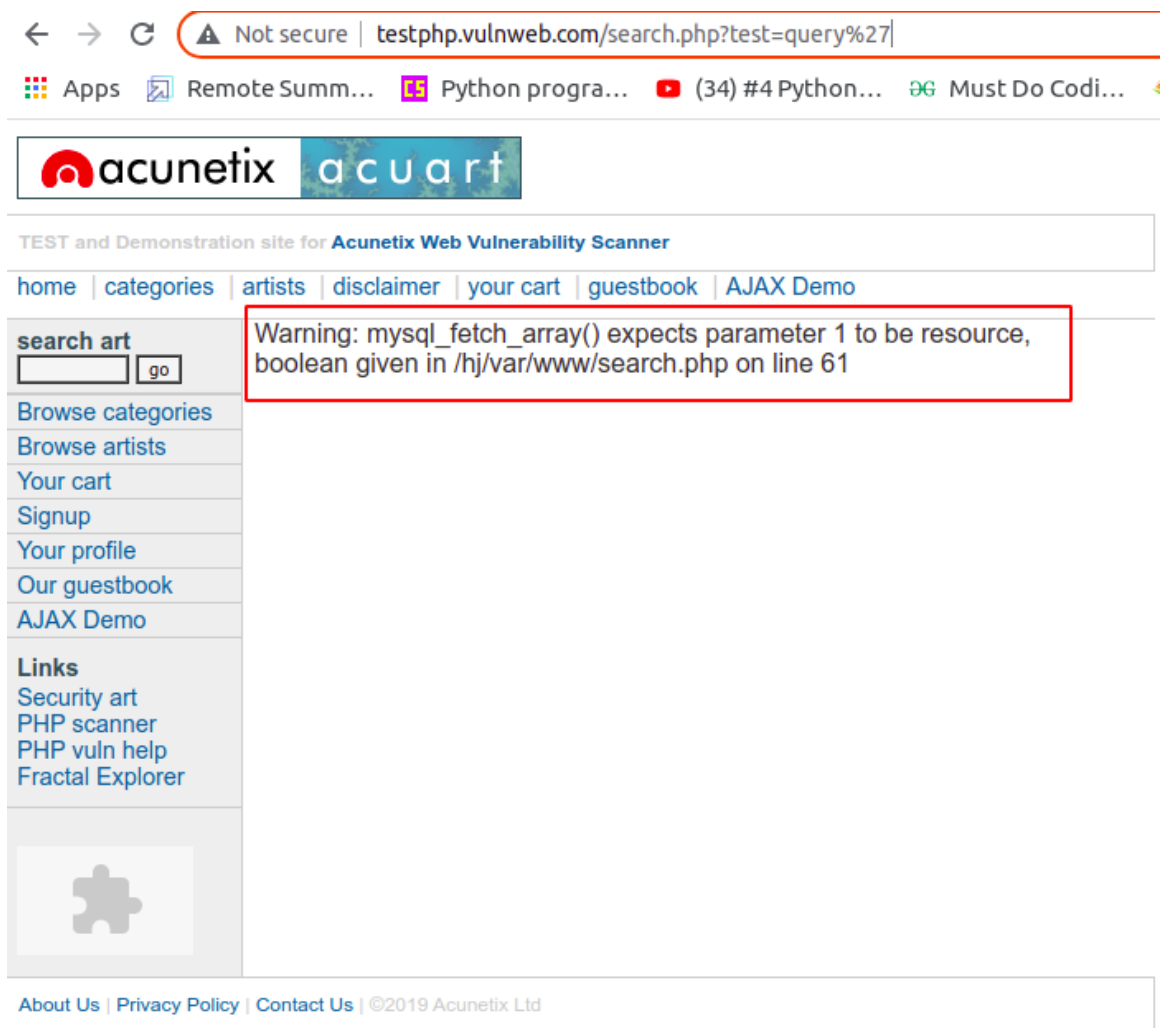 Not secure | testphp.vulnweb.com/search.php?test=query%27
Apps Remote Summ... CS Python progra... (34) #4 Python... GG Must Do Codi...
acunetix acuart
TEST and Demonstration site for Acunetix Web Vulnerability Scanner
home | categories | artists | disclaimer | your cart | guestbook | AJAX Demo
search art
go
Browse categories
Browse artists
Your cart
Signup
Your profile
Our guestbook
AJAX Demo
Links
Security art
PHP scanner
PHP vuln help
Fractal Explorer
Warning: mysql_fetch_array() expects parameter 1 to be resource,
boolean given in /hj/var/www/search.php on line 61
About Us | Privacy Policy | Contact Us | ©2019 Acunetix Ltd